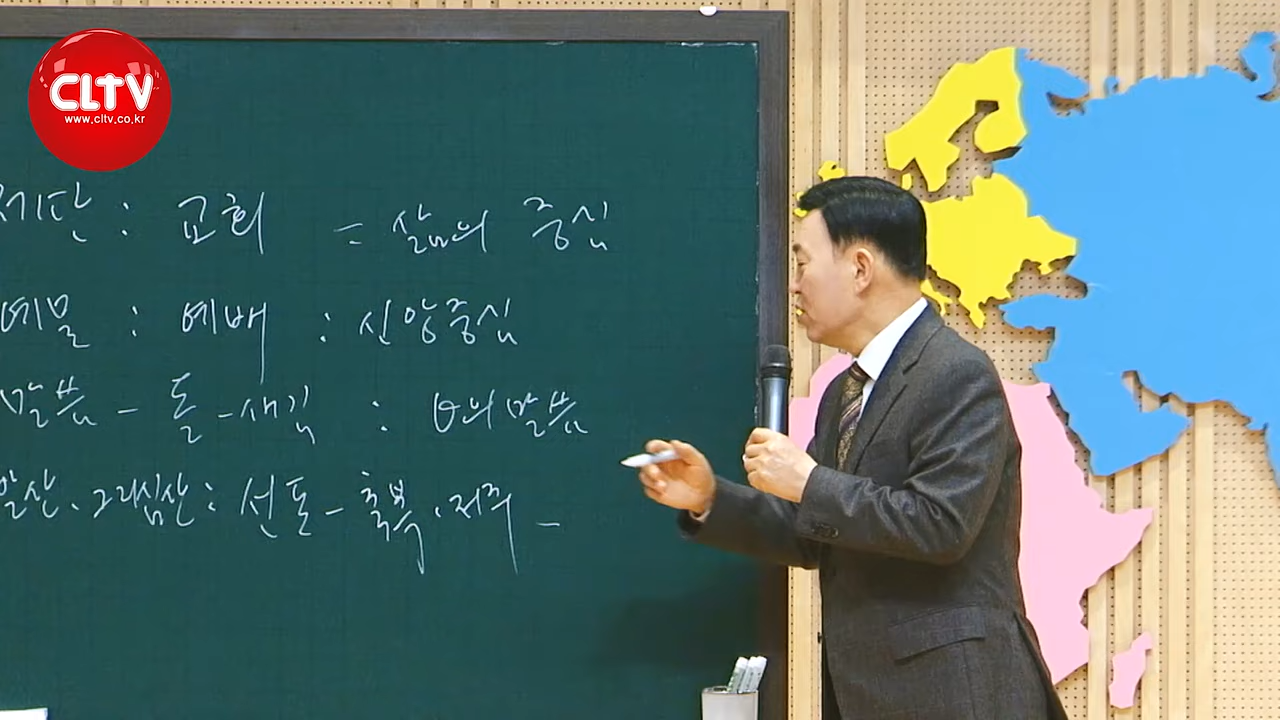 CLTV
www.cltv.co.kr
제단 : 교회 = 삶의 중심
예물 : 예배 : 신앙중심
말씀 - 돌 - 새김 : θ의 말씀
발산 . 그리심산 : 선포 - 축복 . 저주 -